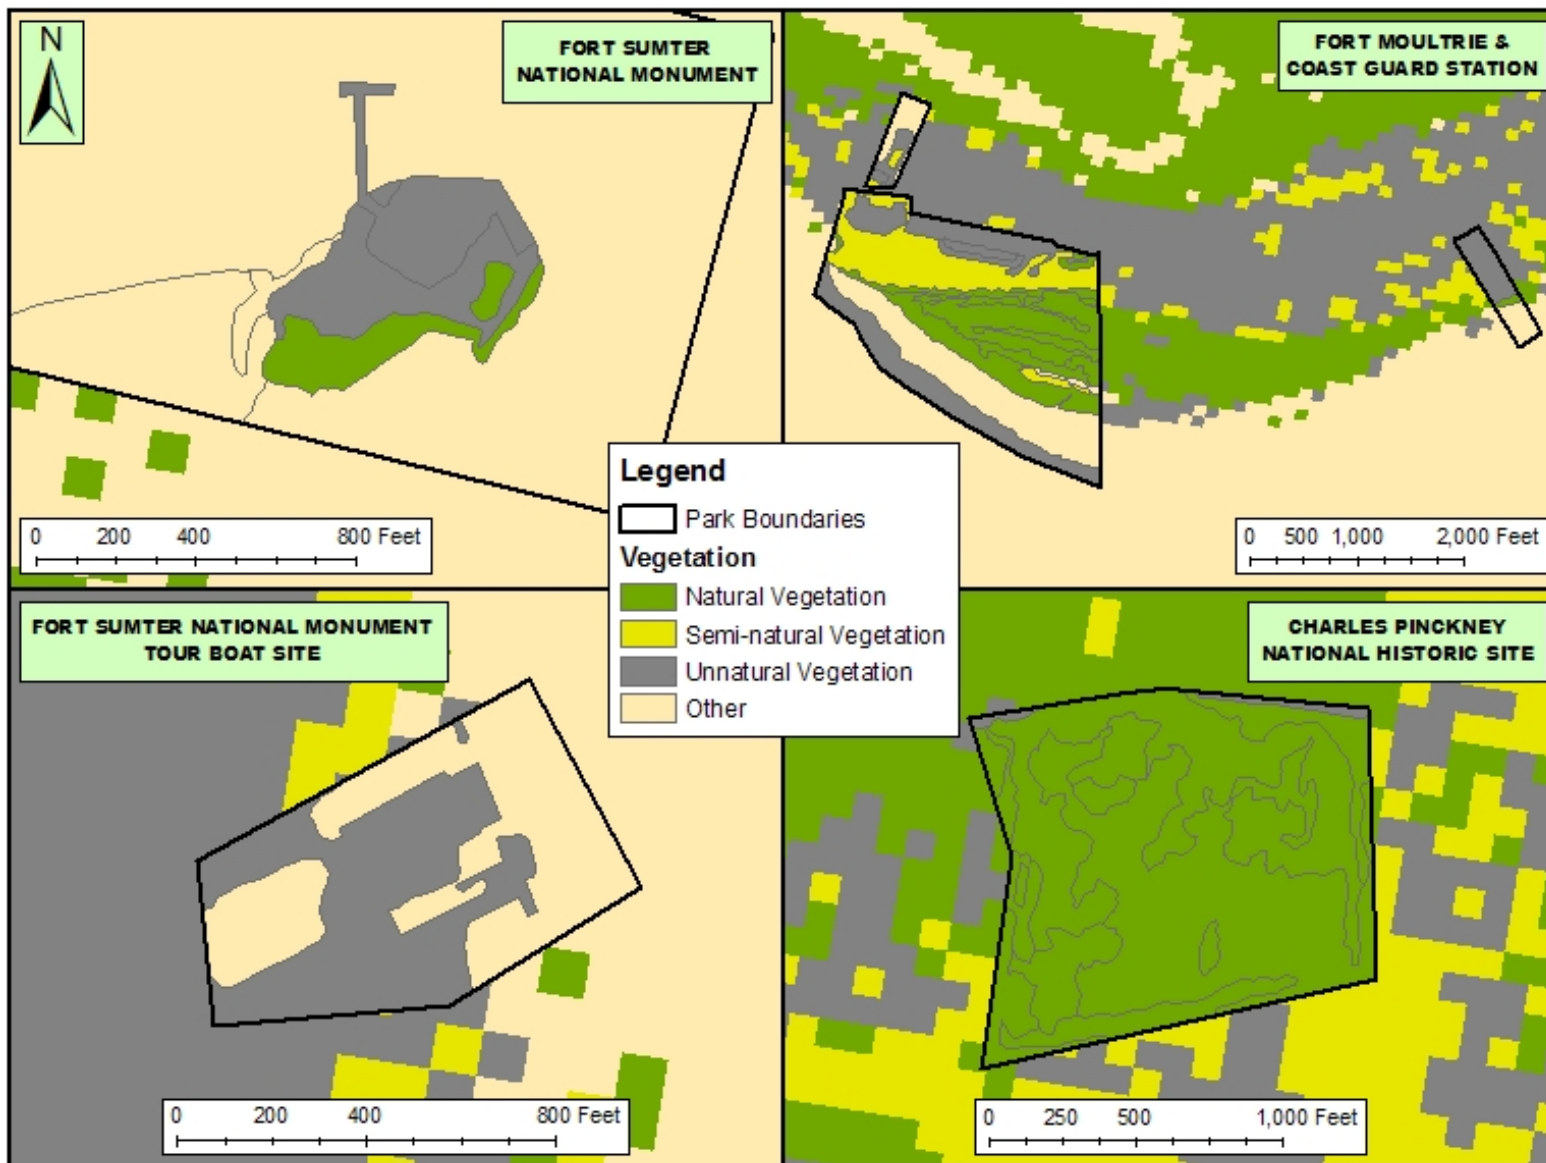 N
FORT SUMTER
NATIONAL MONUMENT
FORT MOULTRIE &
COAST GUARD STATION
0 200 400 800 Feet
0 500 1,000 2,000 Feet
Legend
Park Boundaries
Vegetation
Natural Vegetation
Semi-natural Vegetation
Unnatural Vegetation
Other
FORT SUMTER NATIONAL MONUMENT
TOUR BOAT SITE
CHARLES PINCKNEY
NATIONAL HISTORIC SITE
0 200 400 800 Feet
0 250 500 1,000 Feet